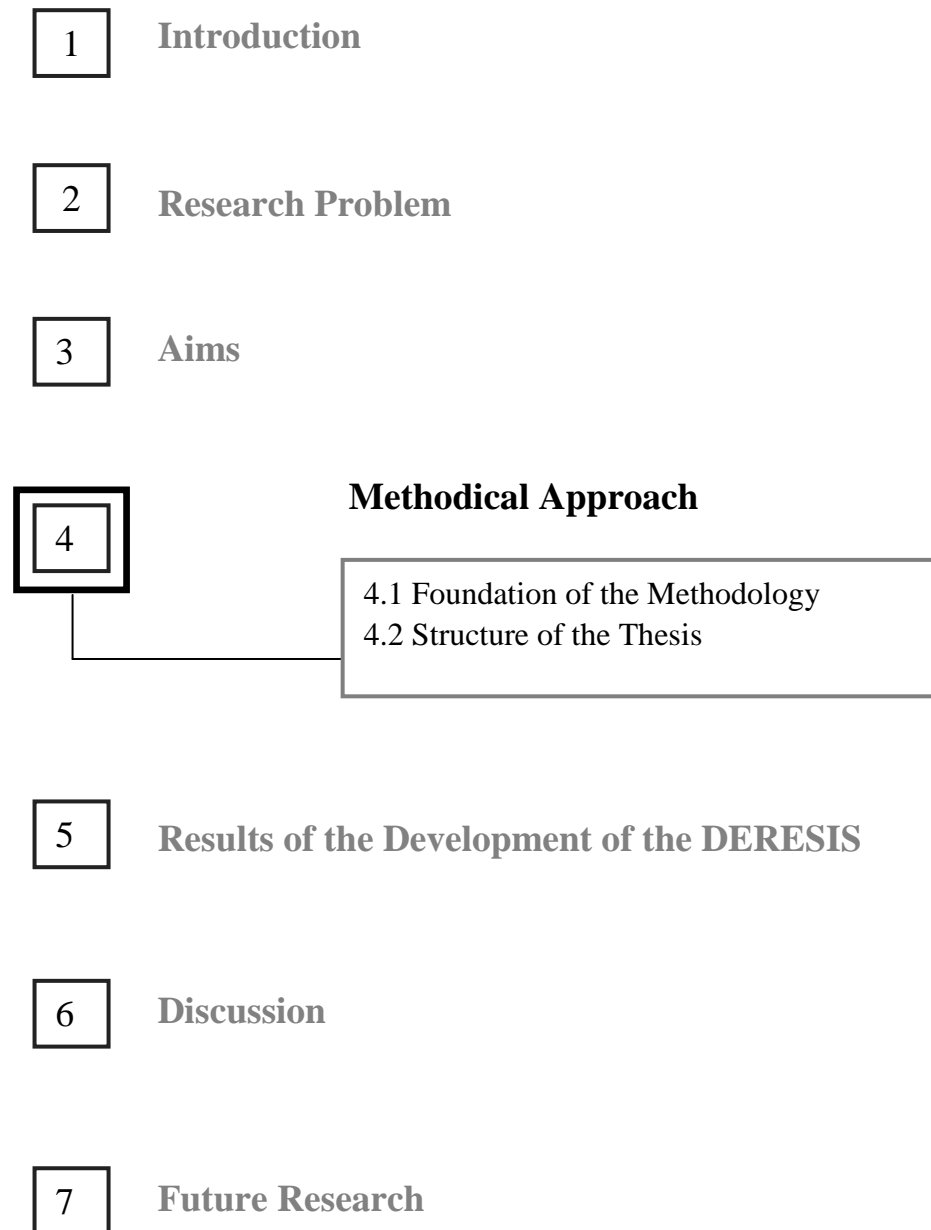 1 Introduction
2 Research Problem
3 Aims
4 Methodical Approach
4.1 Foundation of the Methodology
4.2 Structure of the Thesis
5 Results of the Development of the DERESIS
6 Discussion
7 Future Research